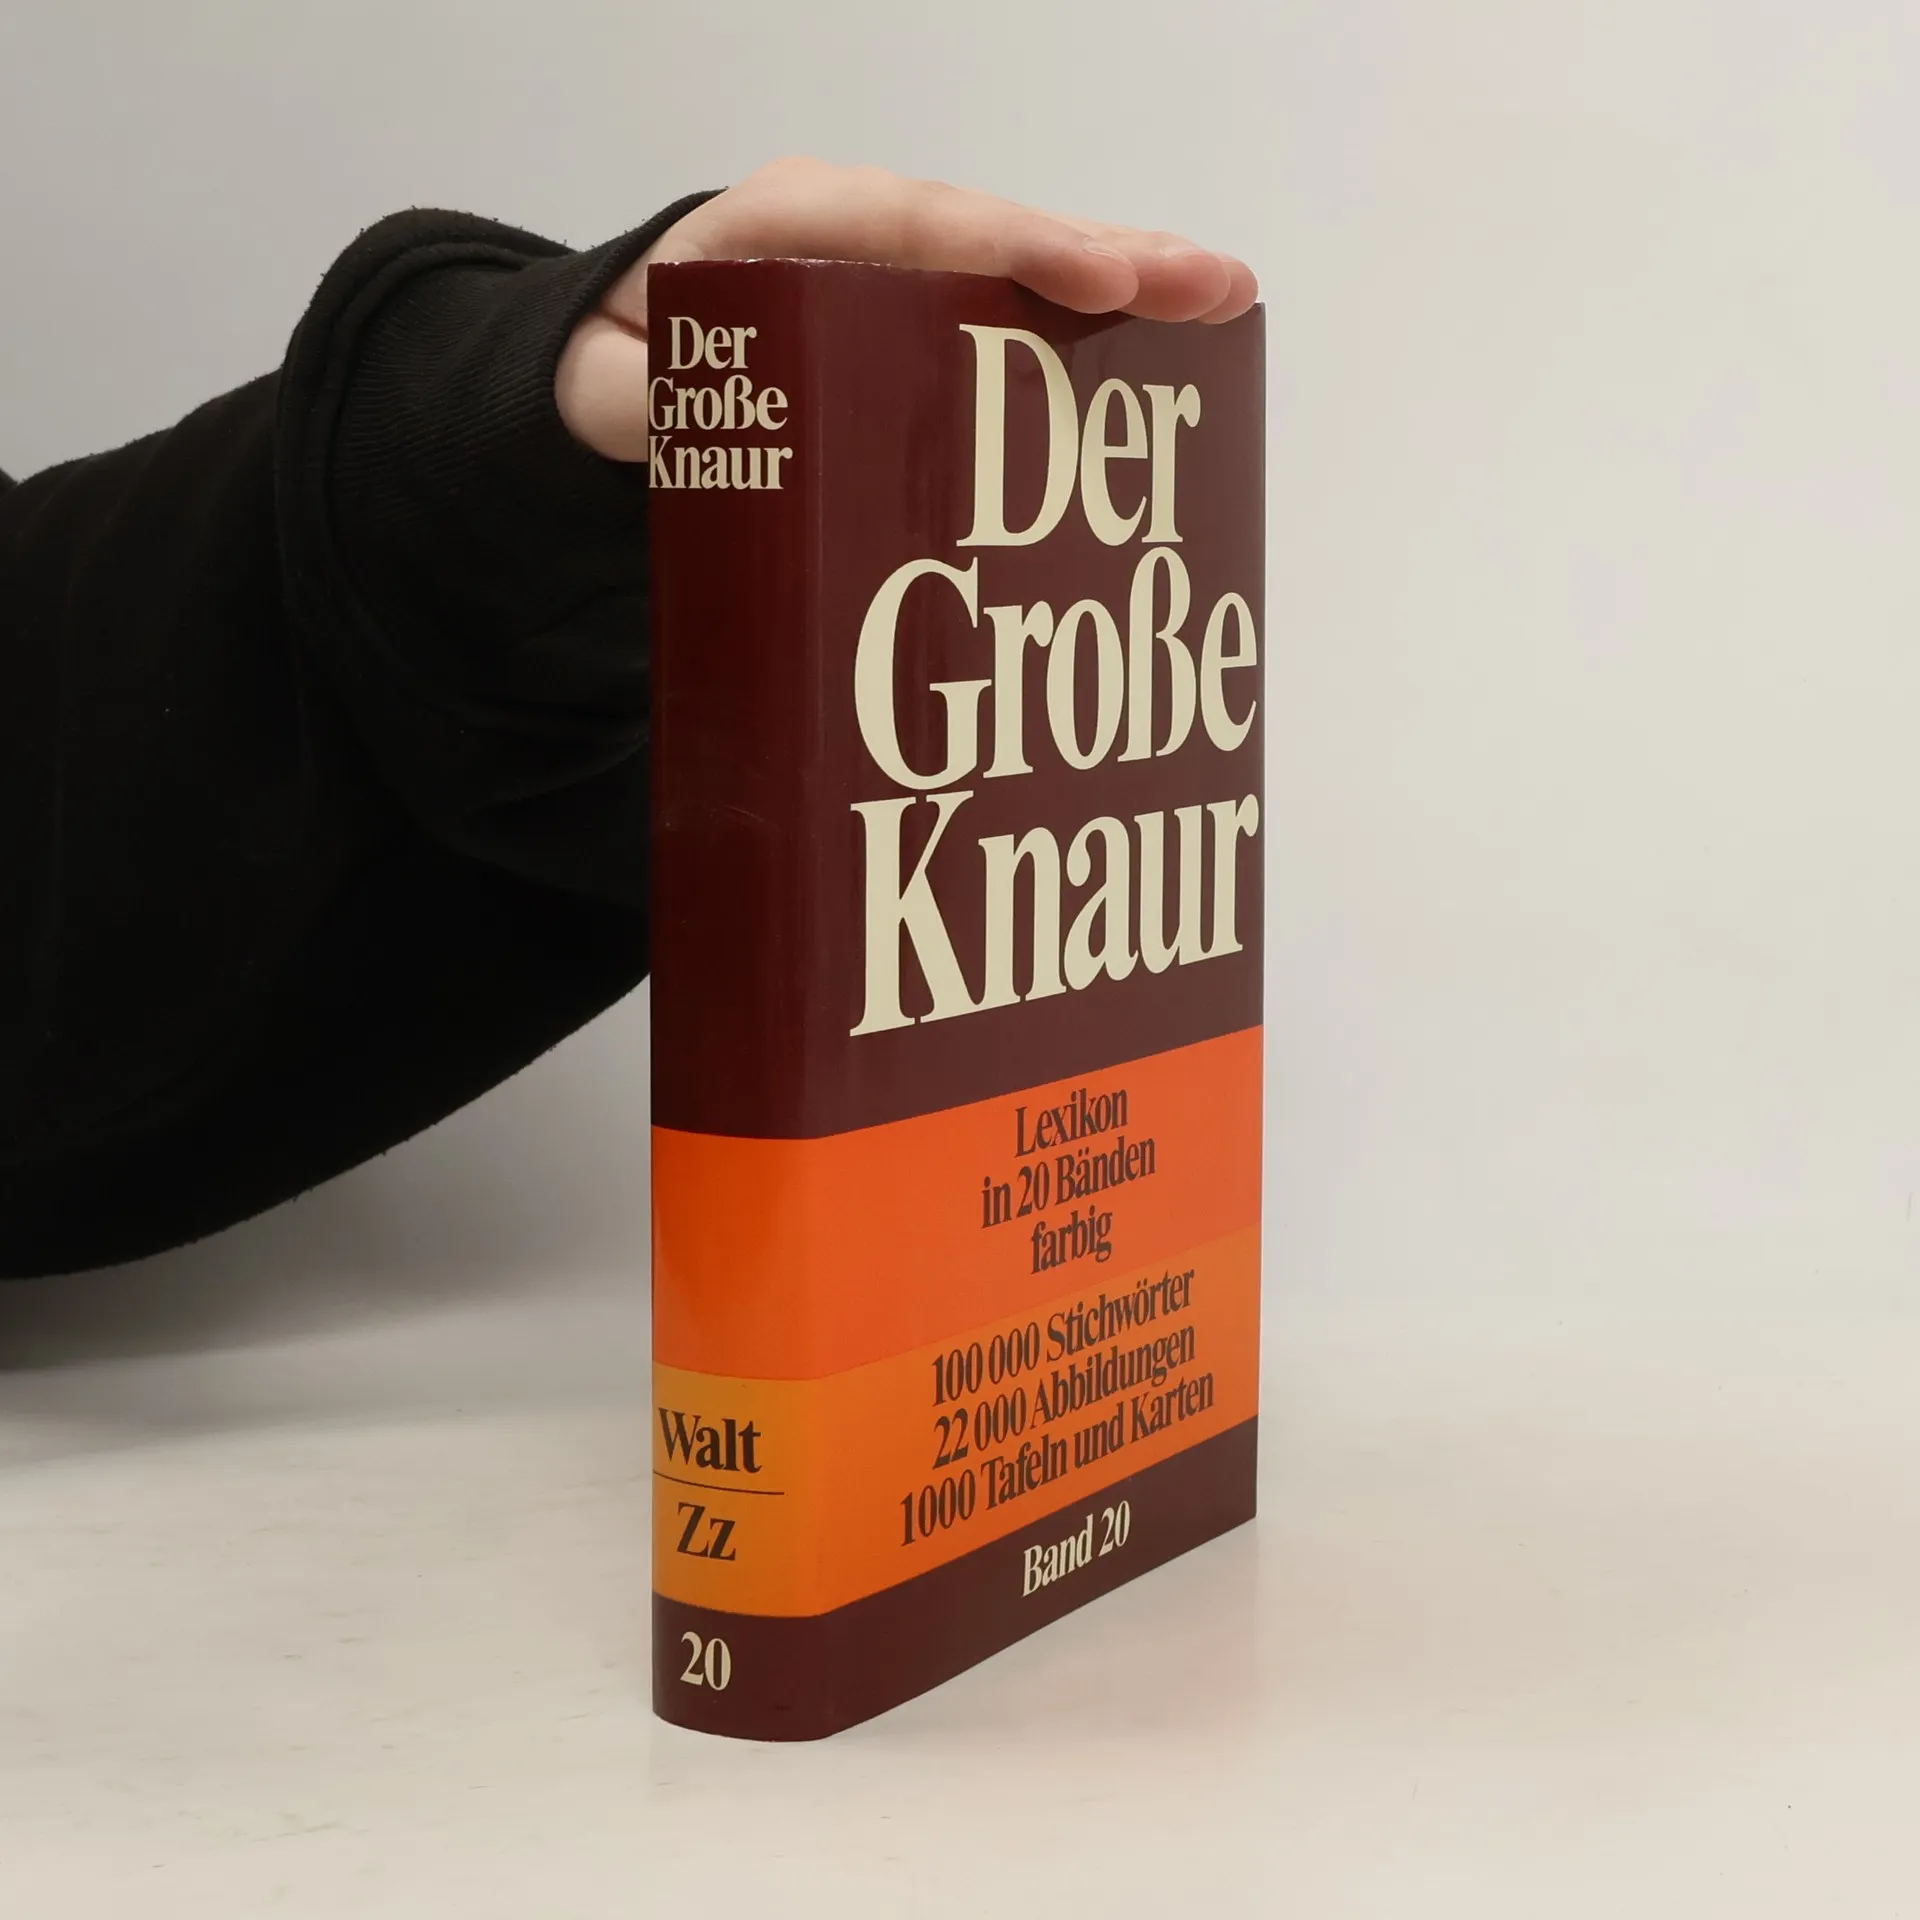 Der
Große
Knaur
Walt
Zz
20
Der
Große
Knaur
Lexikon
in 20 Bänden
farbig
100 000 Stichwörter
22 000 Abbildungen
1000 Tafeln und Karten
Band 20